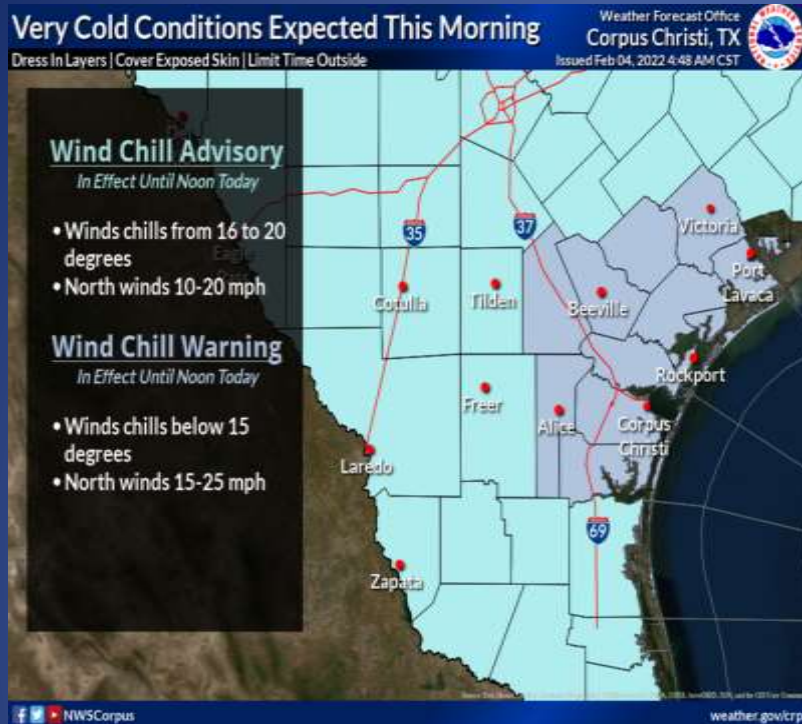 Very Cold Conditions Expected This Morning
Weather Forecast Office
Corpus Christi, TX
Dress In Layers | Cover Exposed Skin | Limit Time Outside
Issued Feb 04, 2022 4:48 AM CST
Wind Chill Advisory
In Effect Until Noon Today
• Winds chills from 16 to 20
degrees
• North winds 10-20 mph
Wind Chill Warning
In Effect Until Noon Today
• Winds chills below 15
degrees
• North winds 15-25 mph
35
37
Victoria
Port
Lavaca
Cotulla
Tilden
Beeville
Rockport
Freer
Alice
Corpus
Christi
Laredo
69
Zapata
NWSCorpus
weather.gov/crp